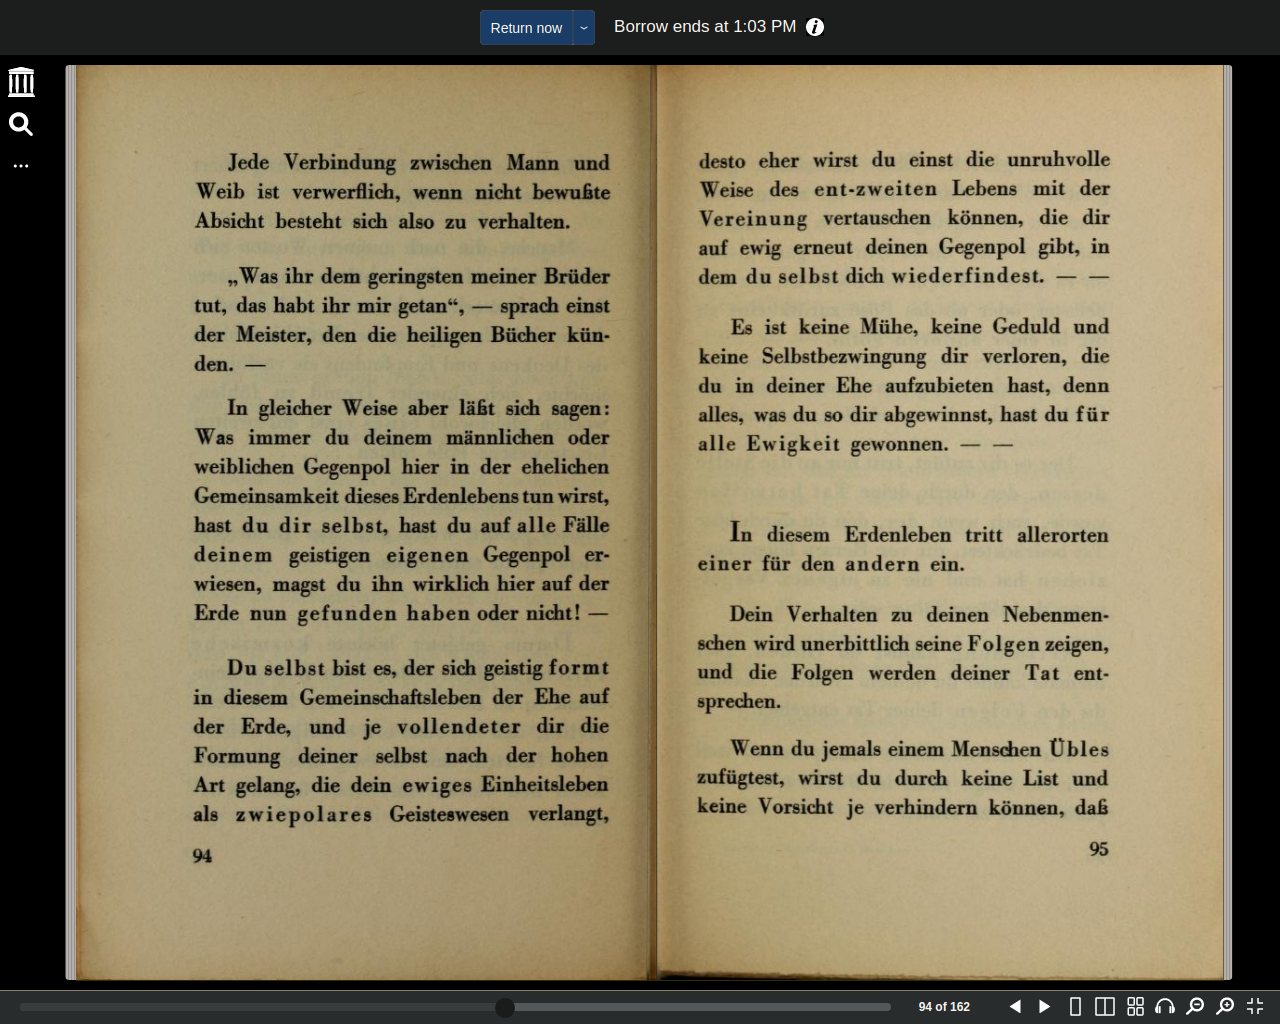 Return now
Borrow ends at 1:03 PM
Jede Verbindung zwischen Mann und
Weib ist verwerflich, wenn nicht bewußte
Absicht besteht sich also zu verhalten.
„Was ihr dem geringsten meiner Brüder
tut, das habt ihr mir getan“, — sprach einst
der Meister, den die heiligen Bücher kün-
den. —
In gleicher Weise aber läßt sich sagen:
Was immer du deinem männlichen oder
weiblichen Gegenpol hier in der ehelichen
Gemeinsamkeit dieses Erdenlebens tun wirst,
hast du dir selbst, hast du auf alle Fälle
deinem geistigen eigenen Gegenpol er-
wiesen, magst du ihn wirklich hier auf der
Erde nun gefunden haben oder nicht! —
Du selbst bist es, der sich geistig formt
in diesem Gemeinschaftsleben der Ehe auf
der Erde, und je vollendeter dir die
Formung deiner selbst nach der hohen
Art gelang, die dein ewiges Einheitsleben
als zwiepolares Geisteswesen verlangt,
94
desto eher wirst du einst die unruhvolle
Weise des ent-zweiten Lebens mit der
Vereinung vertauschen können, die dir
auf ewig erneut deinen Gegenpol gibt, in
dem du selbst dich wiederfindest. — —
Es ist keine Mühe, keine Geduld und
keine Selbstbezwingung dir verloren, die
du in deiner Ehe aufzubieten hast, denn
alles, was du so dir abgewinnst, hast du für
alle Ewigkeit gewonnen. — —
In diesem Erdenleben tritt allerorten
einer für den andern ein.
Dein Verhalten zu deinen Nebenmen-
schen wird unerbittlich seine Folgen zeigen,
und die Folgen werden deiner Tat ent-
sprechen.
Wenn du jemals einem Menschen Übles
zufügtest, wirst du durch keine List und
keine Vorsicht je verhindern können, daß
95
94 of 162